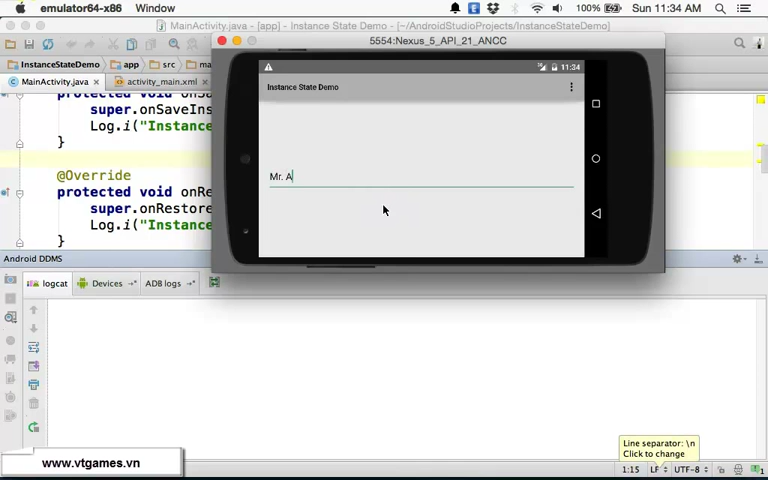 emulator64-x86 Window
100% Sun 11:34 AM
MainActivity.java - [app] - Instance State Demo - [~/AndroidStudioProjects/InstanceStateDemo]
5554:Nexus_5_API_21_ANCC
InstanceStateDemo app src ma
MainActivity.java × activity_main.xml ×
11:34
Instance State Demo
super.onSaveIns
Log.i("Instance
}
@Override
protected void onRe
super.onRestore
Log.i("Instance
}
Mr. A
Android DDMS
logcat Devices ADB logs
Line separator: \n
Click to change
www.vtgames.vn
1:15 LF UTF-8